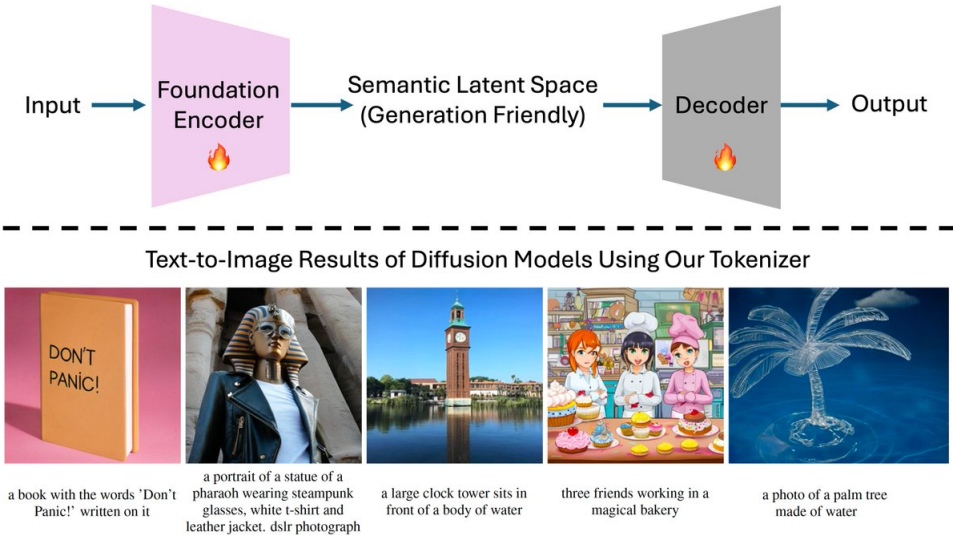 Input
Foundation
Encoder
Semantic Latent Space
(Generation Friendly)
Decoder
Output
Text-to-Image Results of Diffusion Models Using Our Tokenizer
DON'T
PANİC!
a book with the words 'Don't
Panic!' written on it
a portrait of a statue of a
pharaoh wearing steampunk
glasses, white t-shirt and
leather jacket. dslr photograph
a large clock tower sits in
front of a body of water
three friends working in a
magical bakery
a photo of a palm tree
made of water